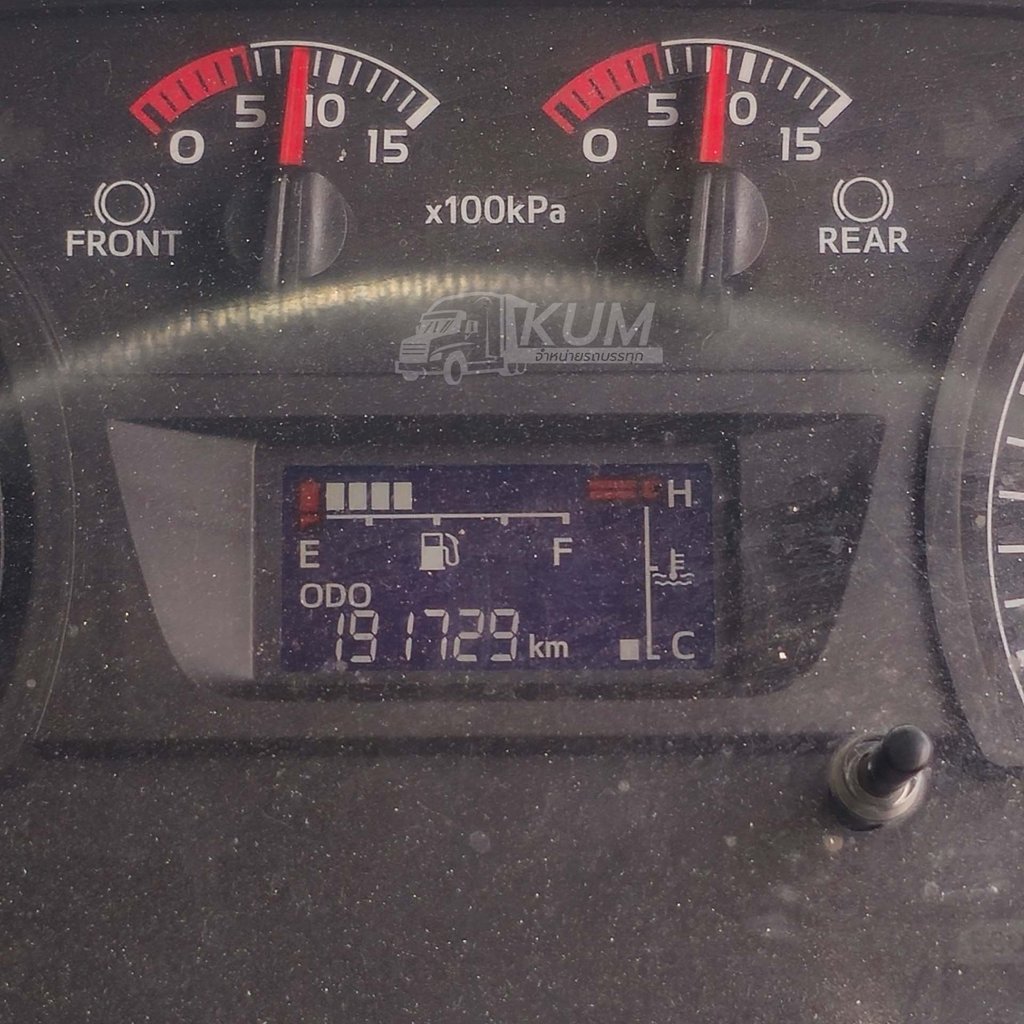 0 5 10 15
0 5 0 15
FRONT
x100kPa
REAR
KUM
จำหน่ายรถบรรทุก
H
E F
ODO
191729 km
C